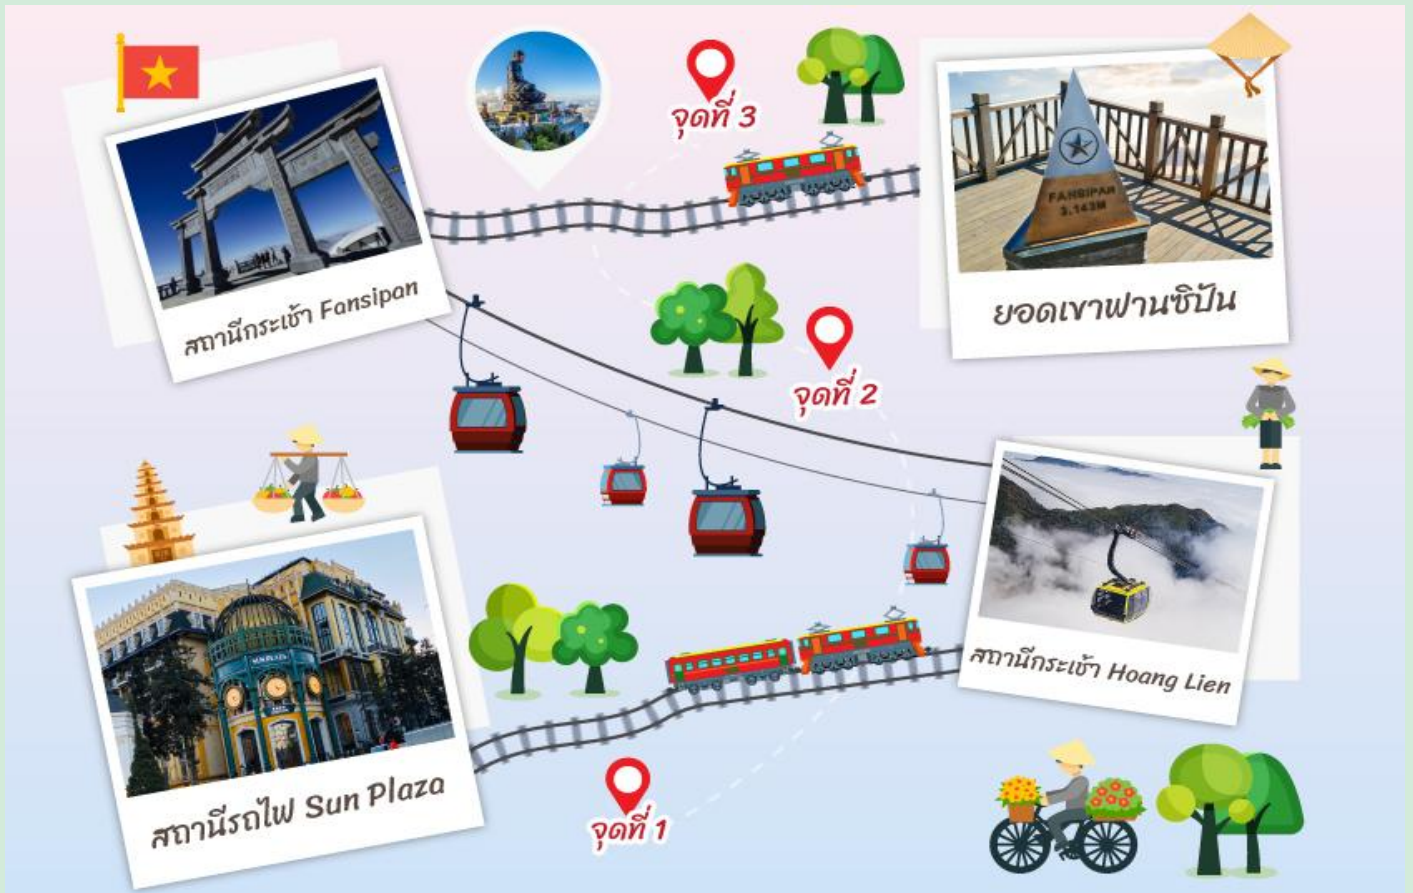 จุดที่ 3
สถานีกระเช้า Fansipan
FANSIPAN
3.143M
ยอดเขาฟานซิปัน
จุดที่ 2
สถานีกระเช้า Hoang Lien
SUN PLAZA
สถานีรถไฟ Sun Plaza
จุดที่ 1